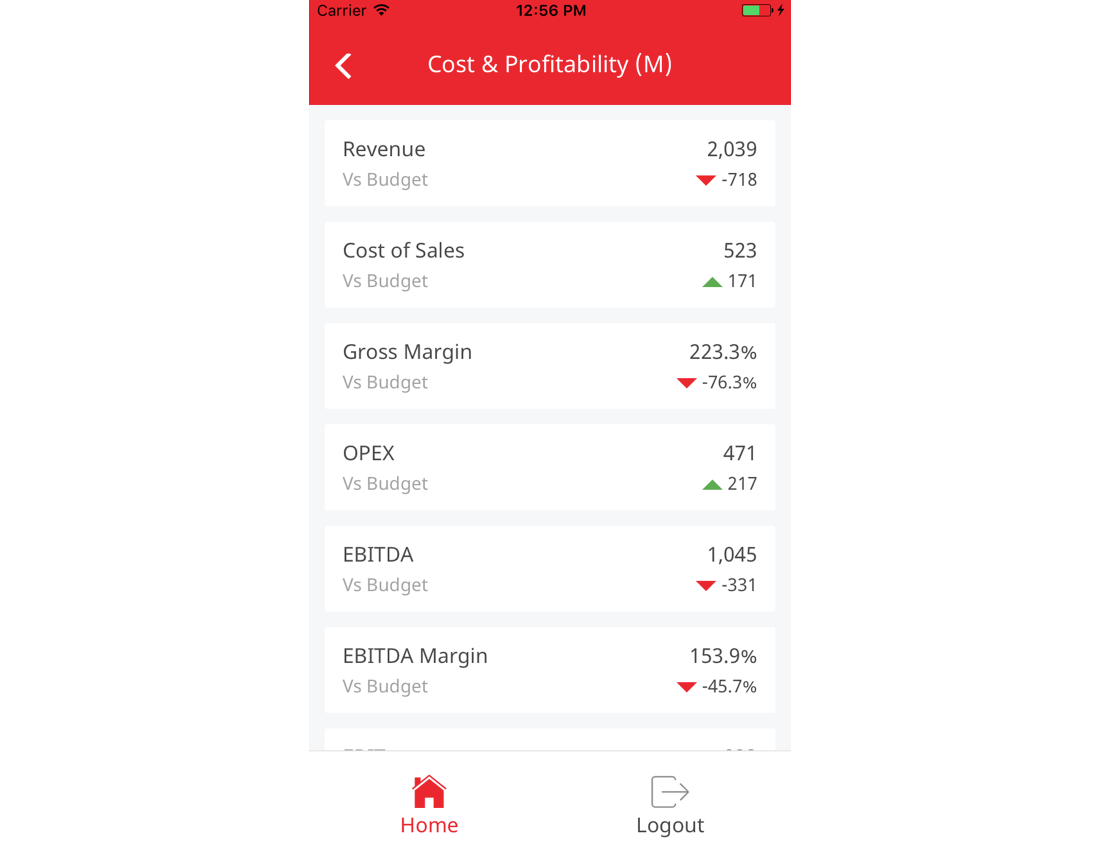 Carrier 12:56 PM
Cost & Profitability (M)
Revenue 2,039
Vs Budget -718
Cost of Sales 523
Vs Budget 171
Gross Margin 223.3%
Vs Budget -76.3%
OPEX 471
Vs Budget 217
EBITDA 1,045
Vs Budget -331
EBITDA Margin 153.9%
Vs Budget -45.7%
Home Logout